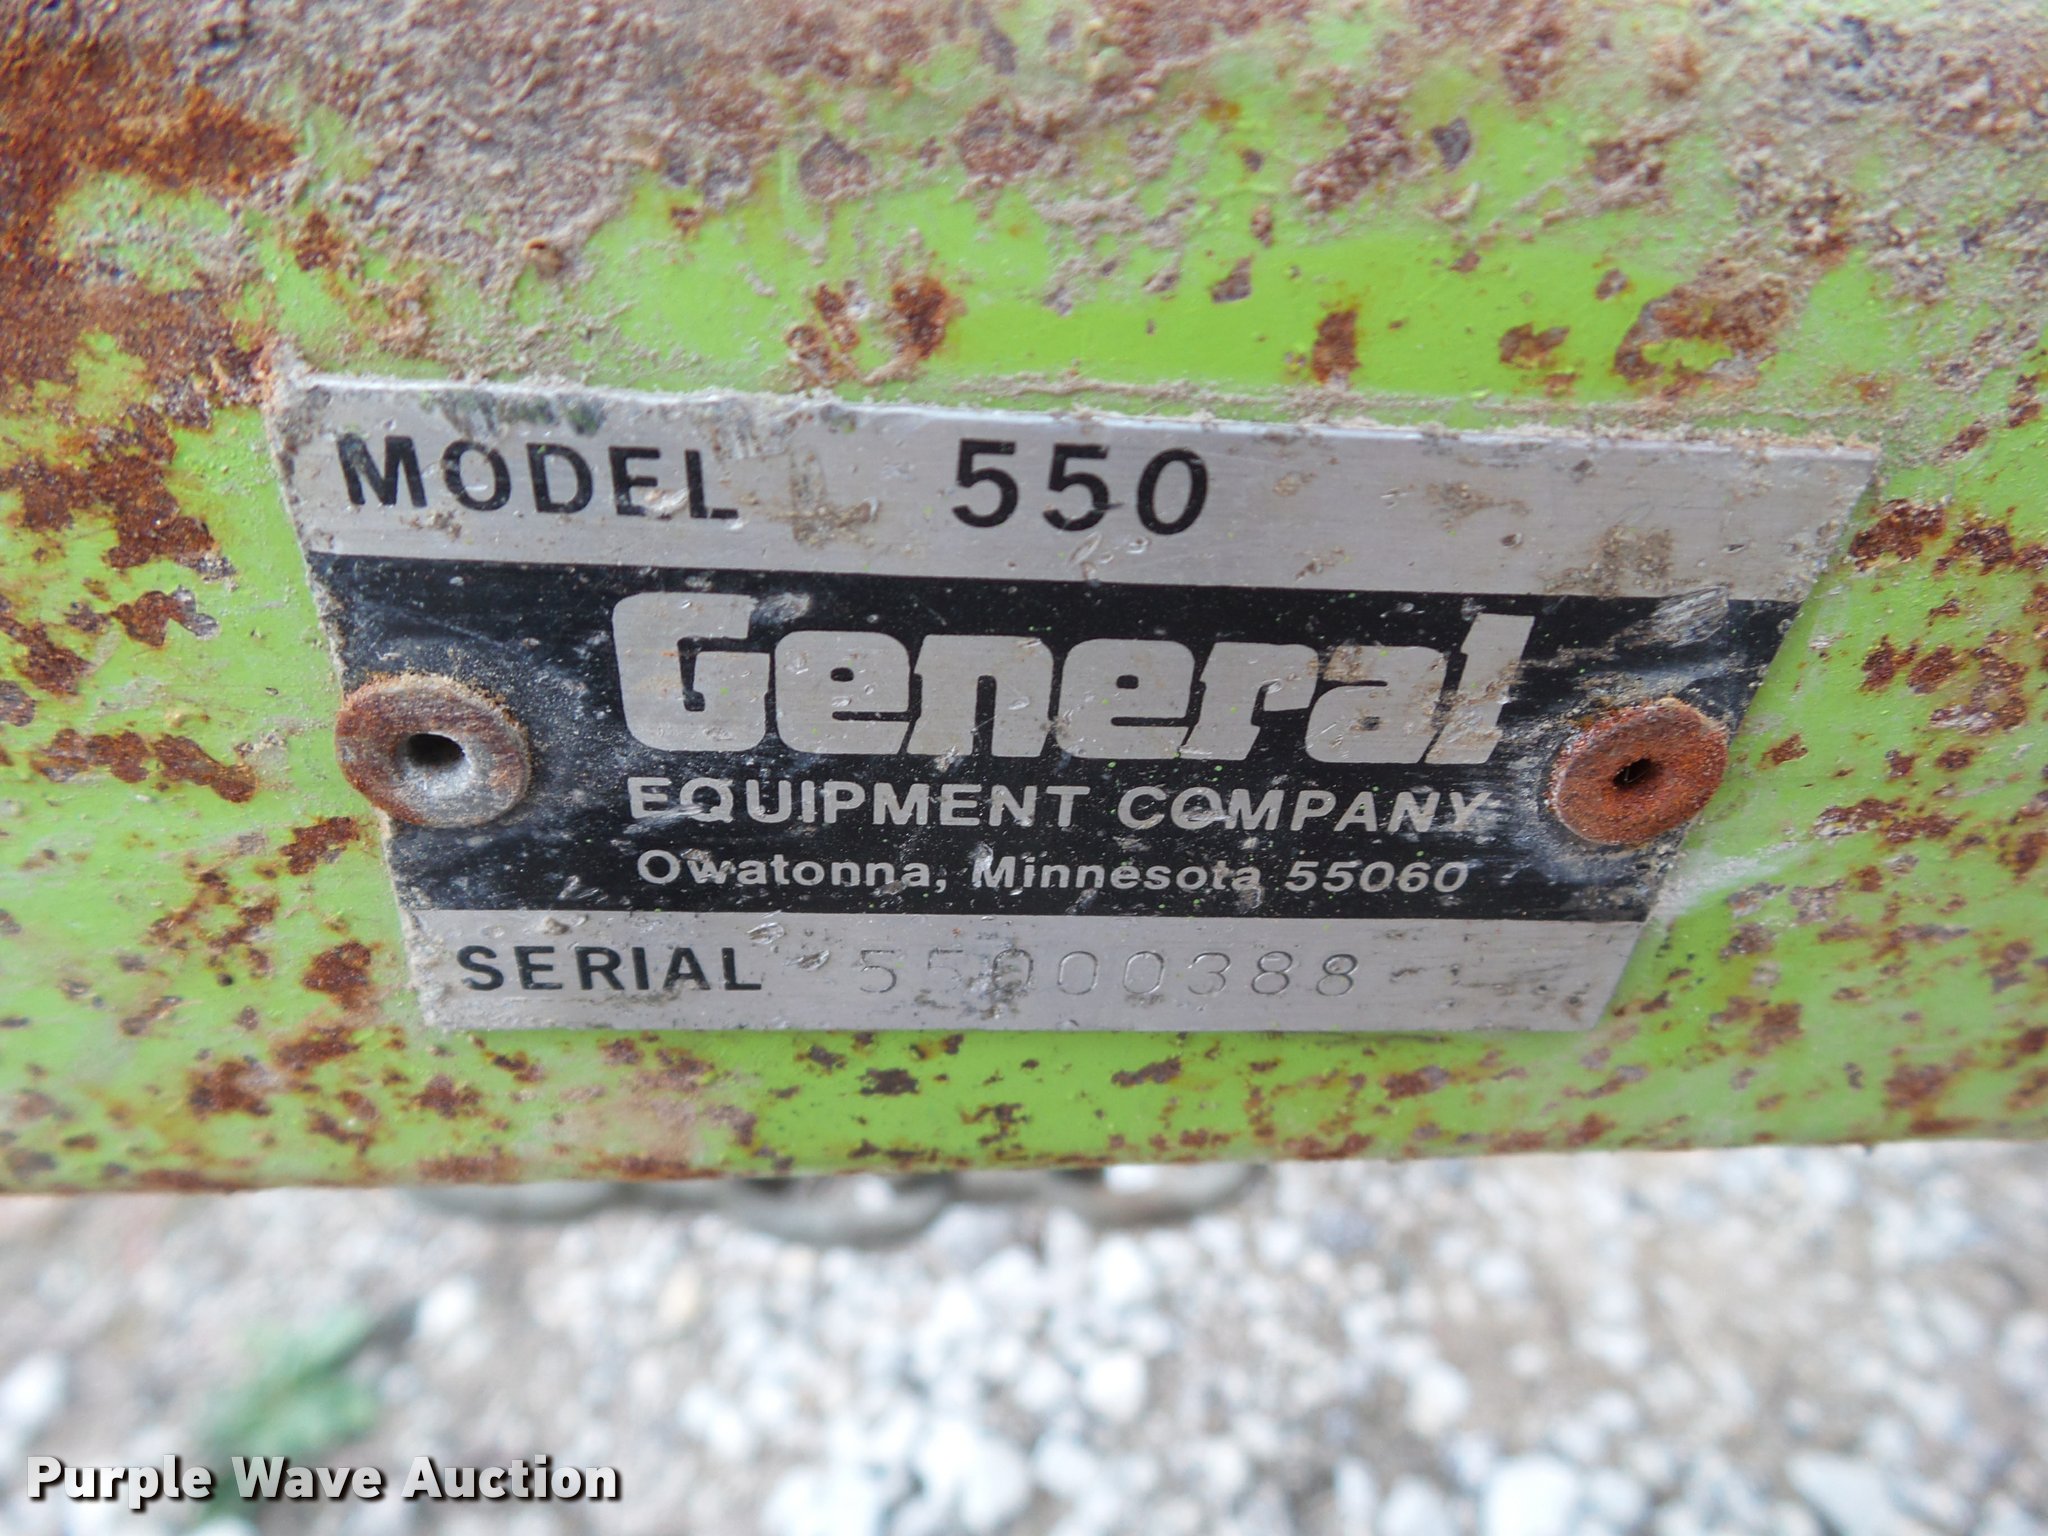 MODEL 550
General
EQUIPMENT COMPANY
Owatonna, Minnesota 55060
SERIAL 55000388
Purple Wave Auction